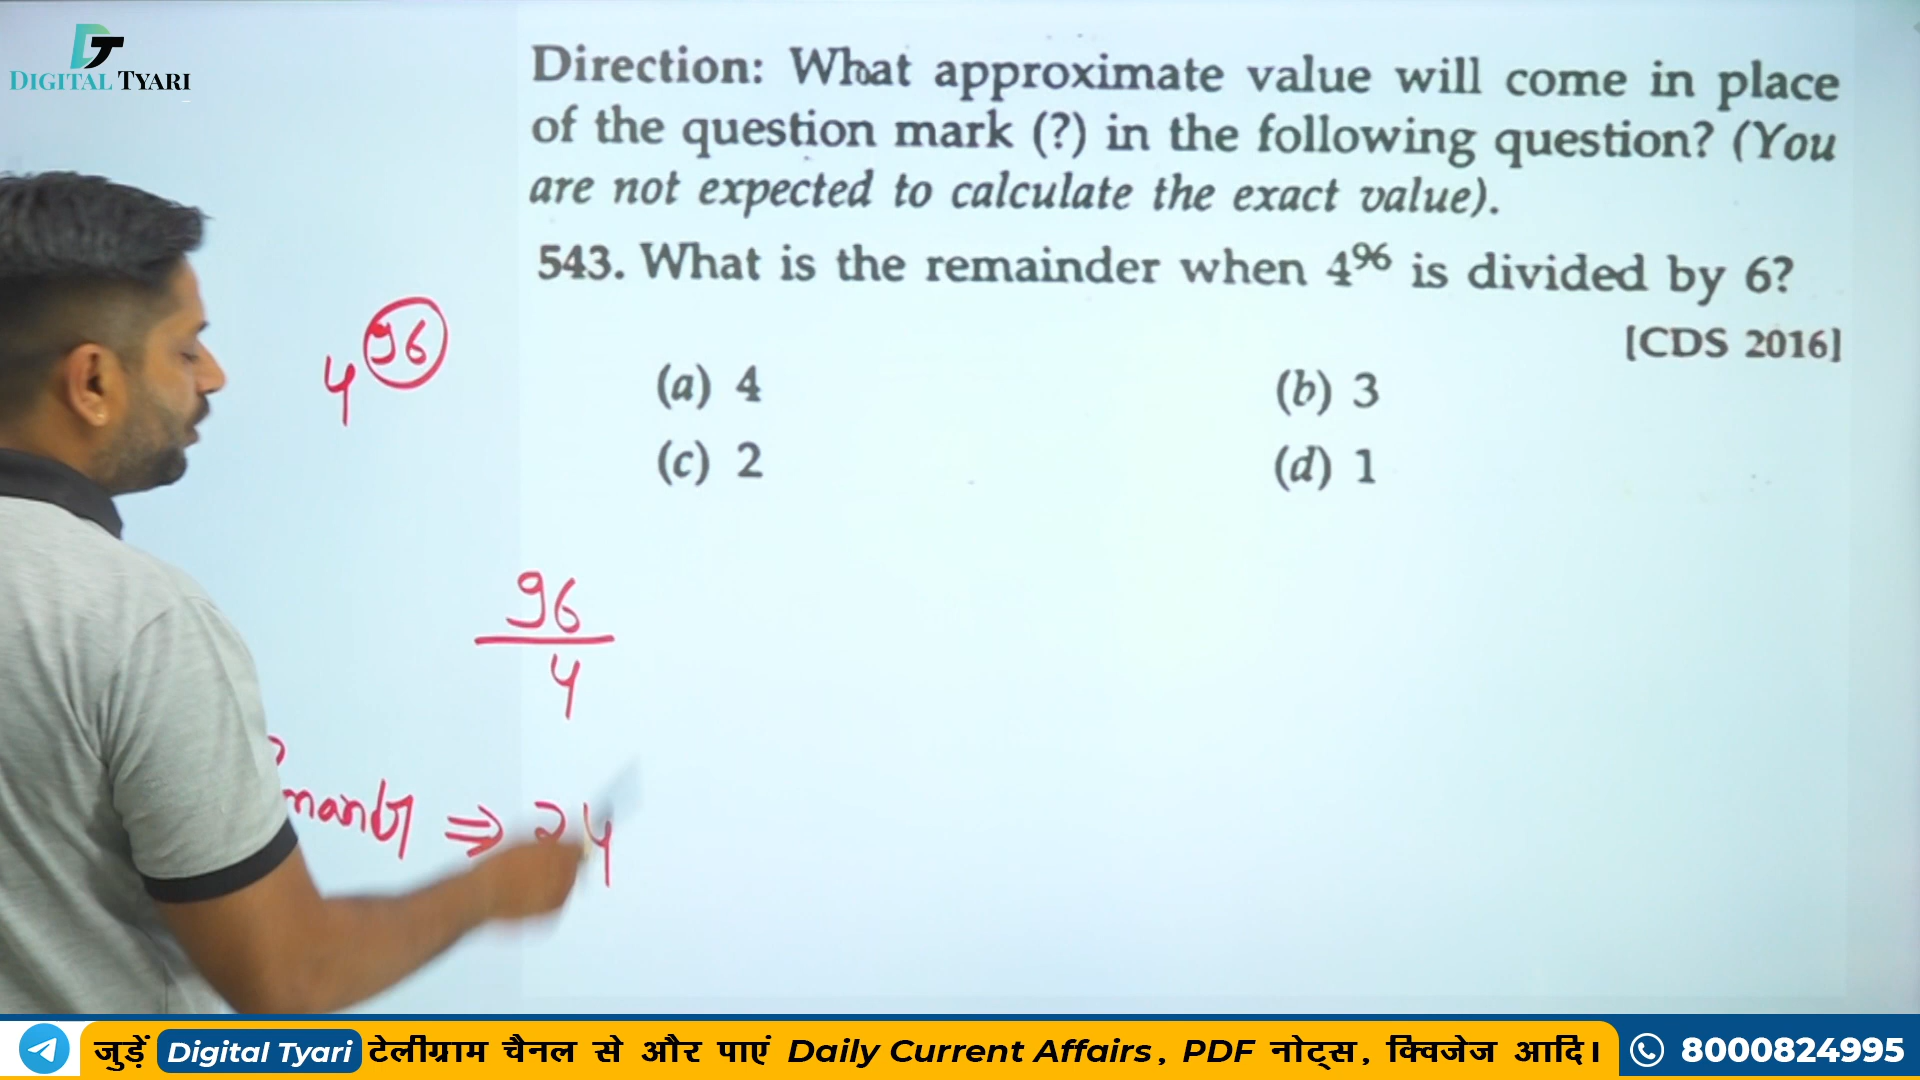 DIGITAL TYARI
Direction: What approximate value will come in place
of the question mark (?) in the following question? (You
are not expected to calculate the exact value).
543. What is the remainder when 4⁹⁶ is divided by 6?
[CDS 2016]
(a) 4 (b) 3
(c) 2 (d) 1
4⁹⁶
96
4
⇒ 24
जुड़ें Digital Tyari टेलीग्राम चैनल से और पाएं Daily Current Affairs, PDF नोट्स, क्विजेज आदि।
8000824995